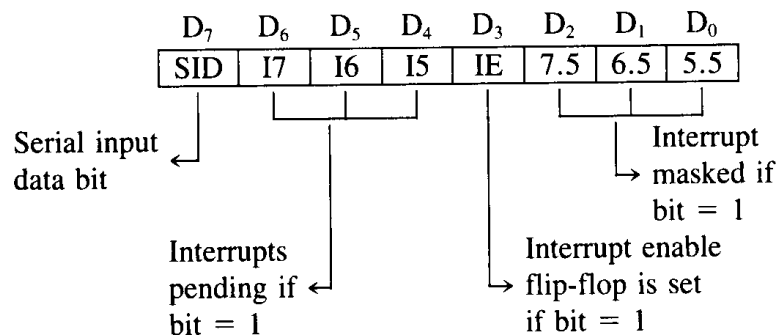 D7 D6 D5 D4 D3 D2 D1 D0
SID I7 I6 I5 IE 7.5 6.5 5.5
Serial input
data bit
Interrupt
masked if
bit = 1
Interrupts
pending if
bit = 1
Interrupt enable
flip-flop is set
if bit = 1